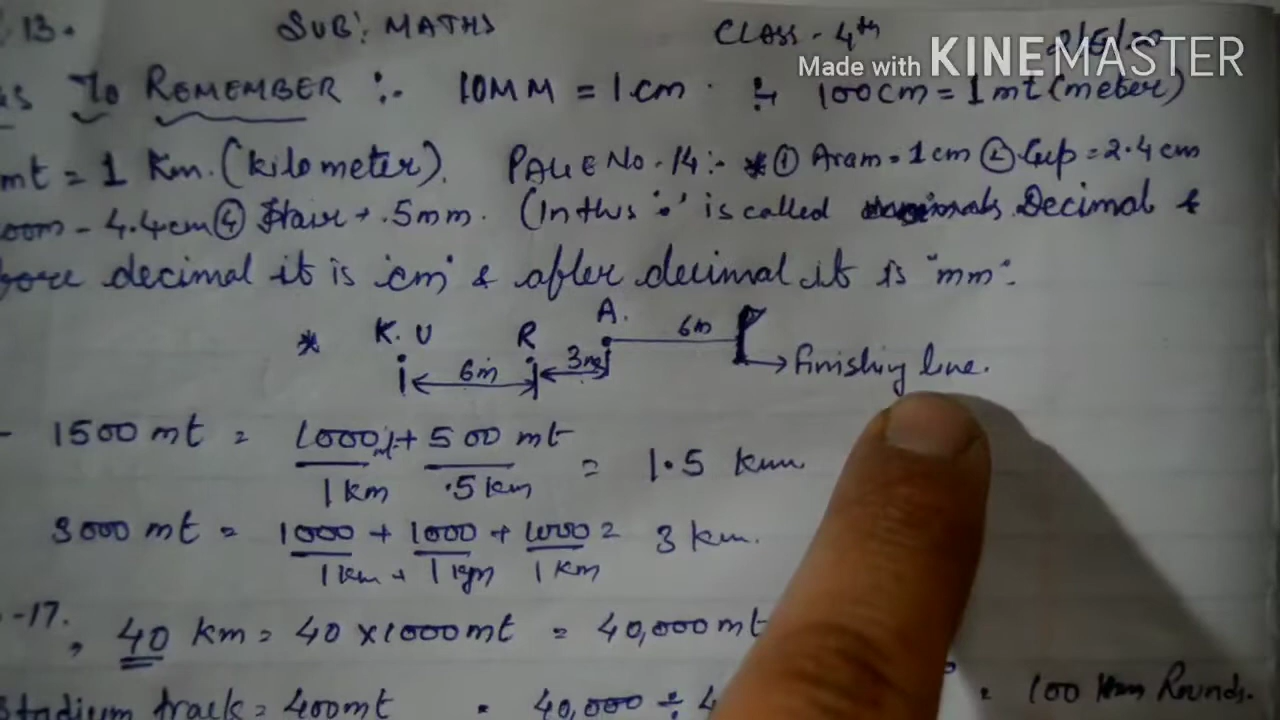 13. SUB: MATHS CLASS - 4th
Made with KINEMASTER
To REMEMBER :- 10MM = 1cm. 100cm = 1mt (meter)
mt = 1 Km. (kilometer). PAGE No. 14:- * ① Aram = 1cm ② Cup = 2.4 cm
oom - 4.4cm ④ Stair + .5mm. (In this '.' is called Decimal &
decimal it is "cm" & after decimal it is "mm".
* K. U R A.
6m 3m 6m
Finishing line.
- 1500 mt = 1000 + 500 mt = 1.5 km
1 km .5 km
3000 mt = 1000 + 1000 + 1000 = 3 km.
1 km + 1 km 1 km
-17. , 40 km = 40 x 1000mt = 40,000 mt
Stadium track = 400mt 40,000 ÷ 4 = 100 Rounds.